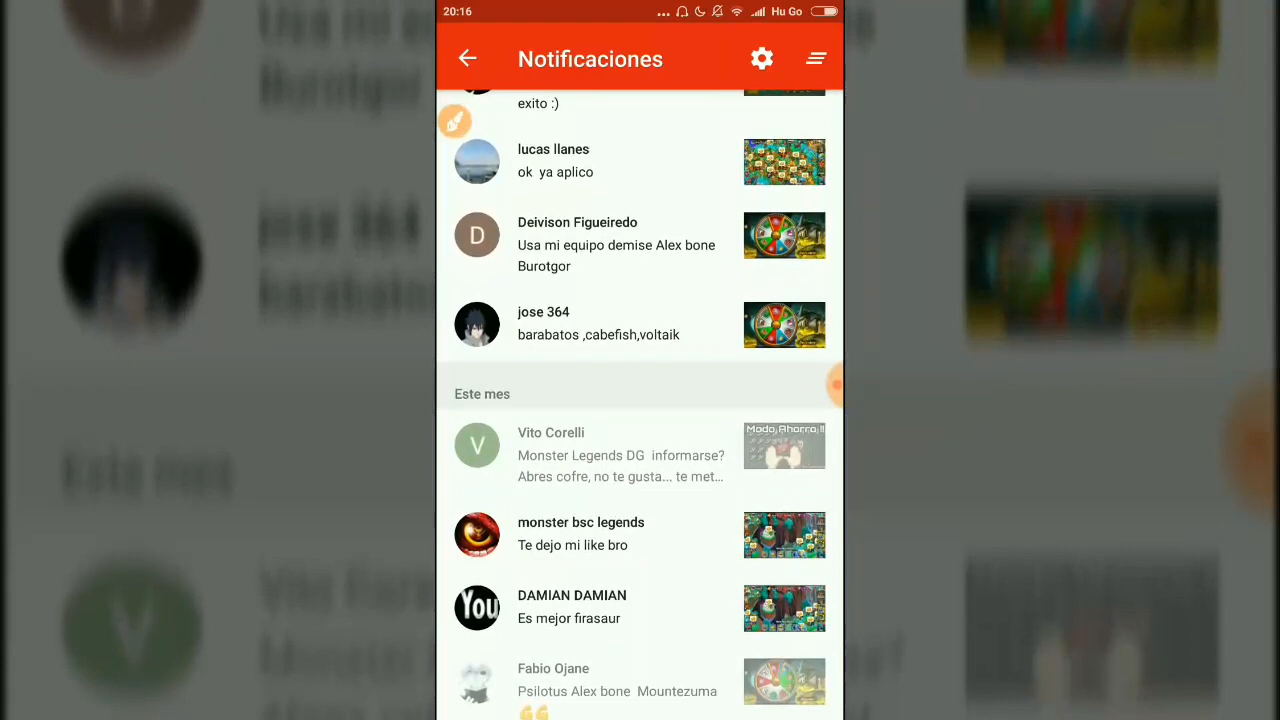 20:16
Hu Go
Notificaciones
exito :)
lucas llanes
ok ya aplico
Deivison Figueiredo
D
Usa mi equipo demise Alex bone
Burotgor
jose 364
barabatos ,cabefish,voltaik
Este mes
Vito Corelli
Modo Ahorro !!
V
Monster Legends DG informarse?
Abres cofre, no te gusta... te met...
monster bsc legends
Te dejo mi like bro
DAMIAN DAMIAN
You
Es mejor firasaur
Fabio Ojane
Psilotus Alex bone Mountezuma